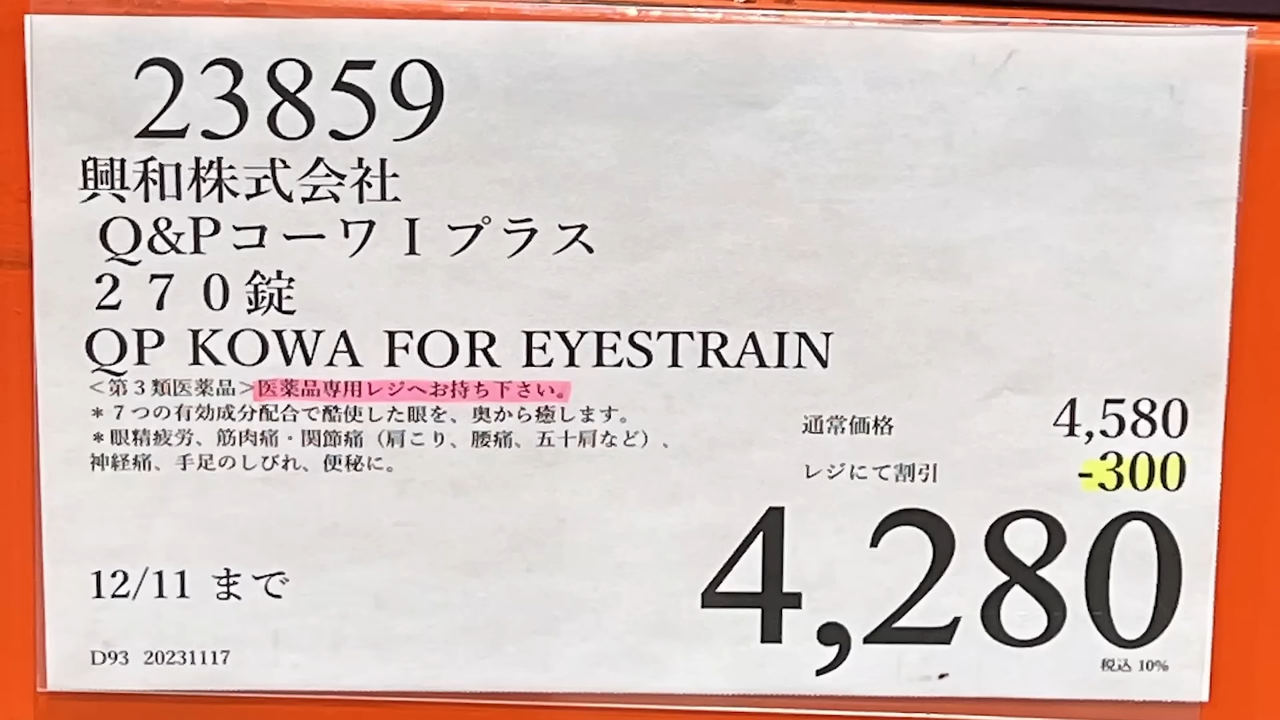 23859
興和株式会社
Q&PコーワⅠプラス
２７０錠
QP KOWA FOR EYESTRAIN
＜第３類医薬品＞医薬品専用レジへお持ち下さい。
＊７つの有効成分配合で酷使した眼を、奥から癒します。
＊眼精疲労、筋肉痛・関節痛（肩こり、腰痛、五十肩など）、
神経痛、手足のしびれ、便秘に。
通常価格 4,580
レジにて割引 -300
4,280
税込 10%
12/11 まで
D93 20231117